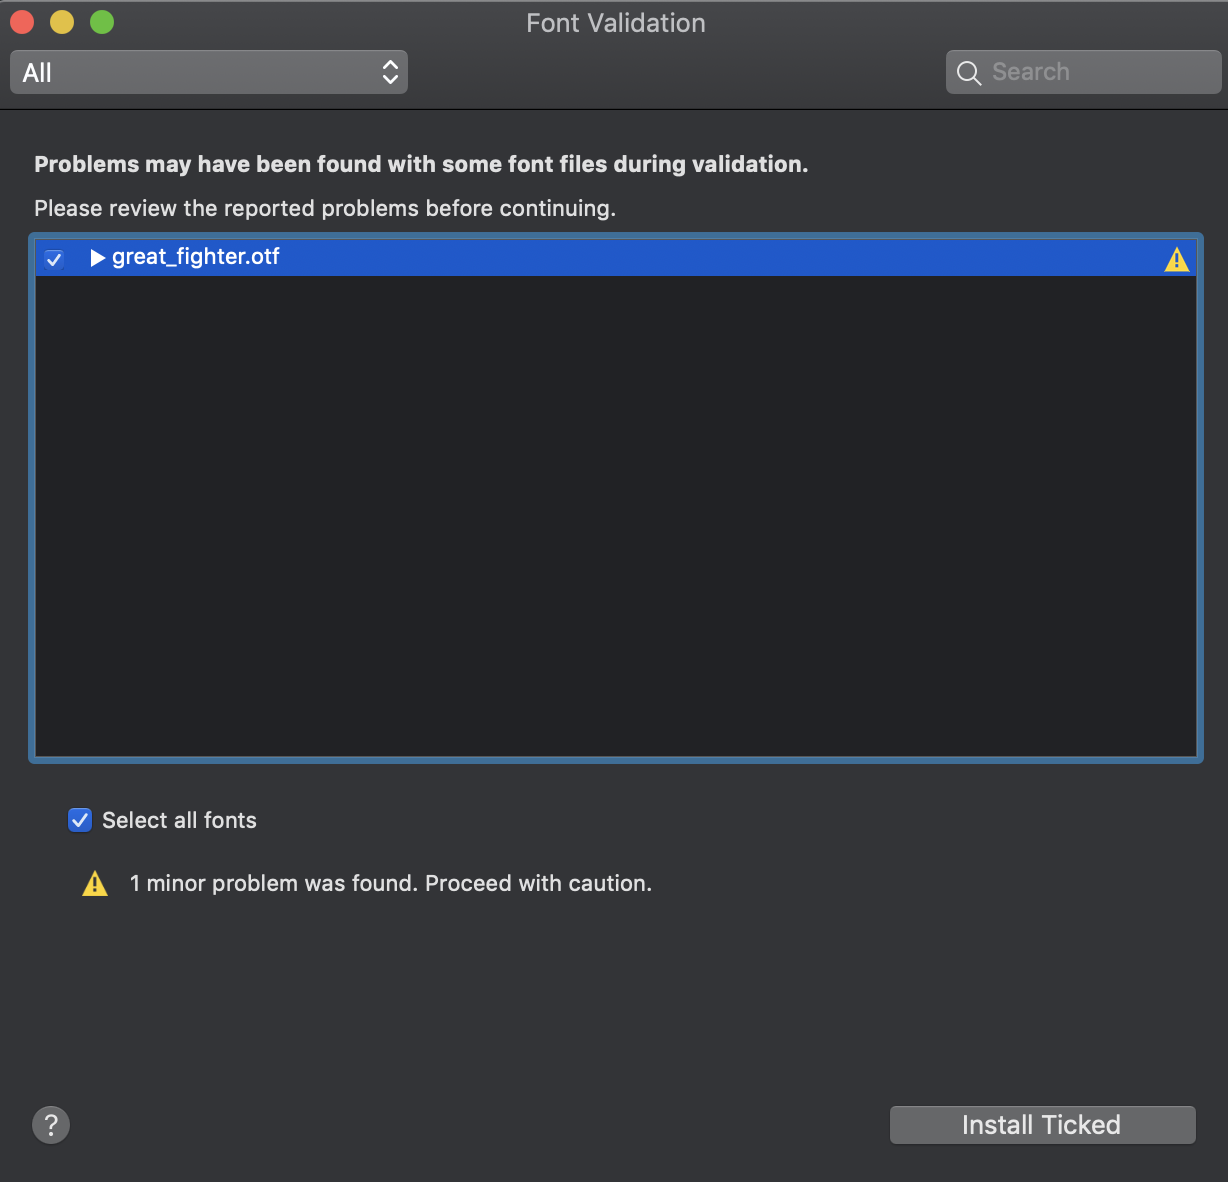 Font Validation
All
Search
Problems may have been found with some font files during validation.
Please review the reported problems before continuing.
great_fighter.otf
Select all fonts
1 minor problem was found. Proceed with caution.
?
Install Ticked